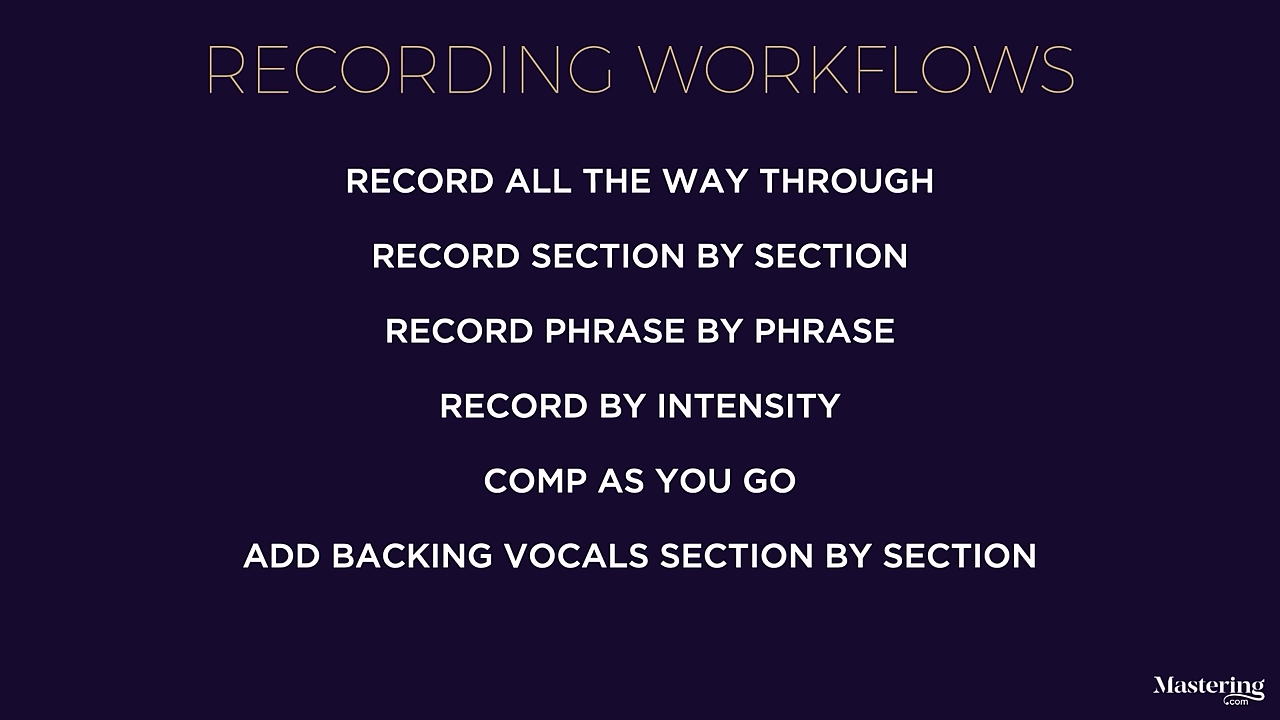 RECORDING WORKFLOWS
RECORD ALL THE WAY THROUGH
RECORD SECTION BY SECTION
RECORD PHRASE BY PHRASE
RECORD BY INTENSITY
COMP AS YOU GO
ADD BACKING VOCALS SECTION BY SECTION
Mastering
.com